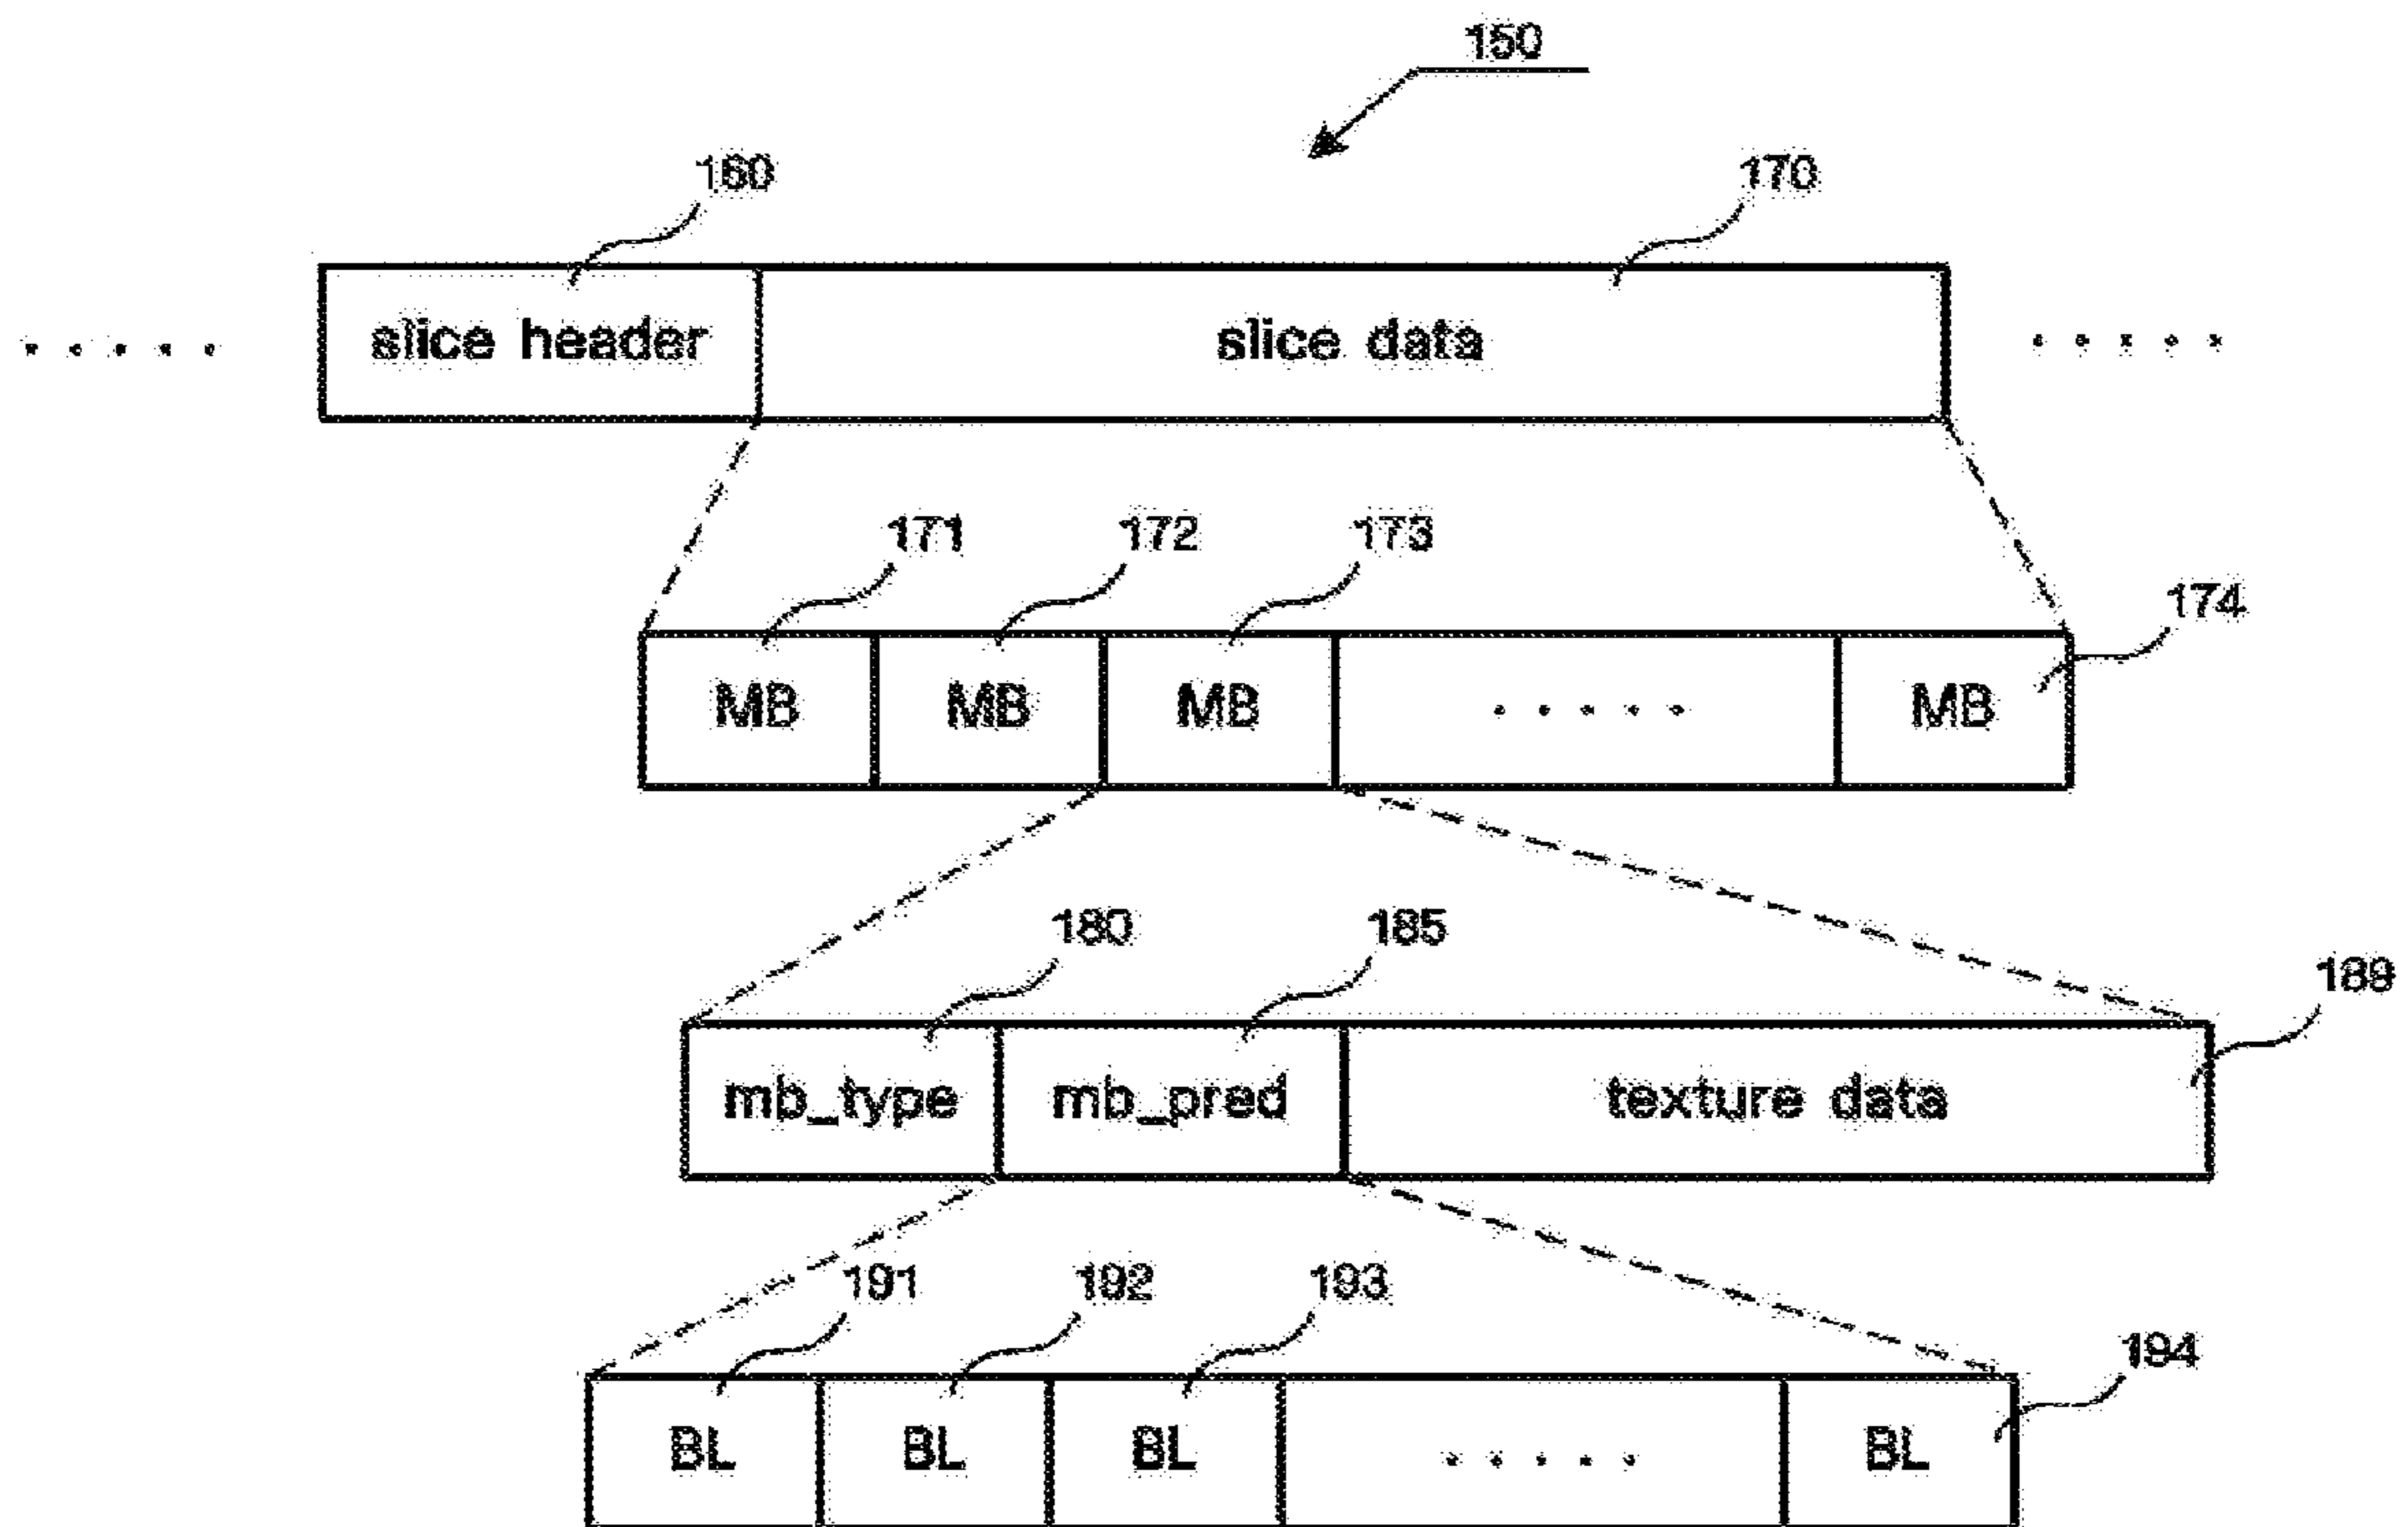 150
160
170
slice header
slice data
171
172
173
174
MB
MB
MB
MB
180
185
189
mb_type
mb_pred
texture data
191
192
193
194
BL
BL
BL
BL